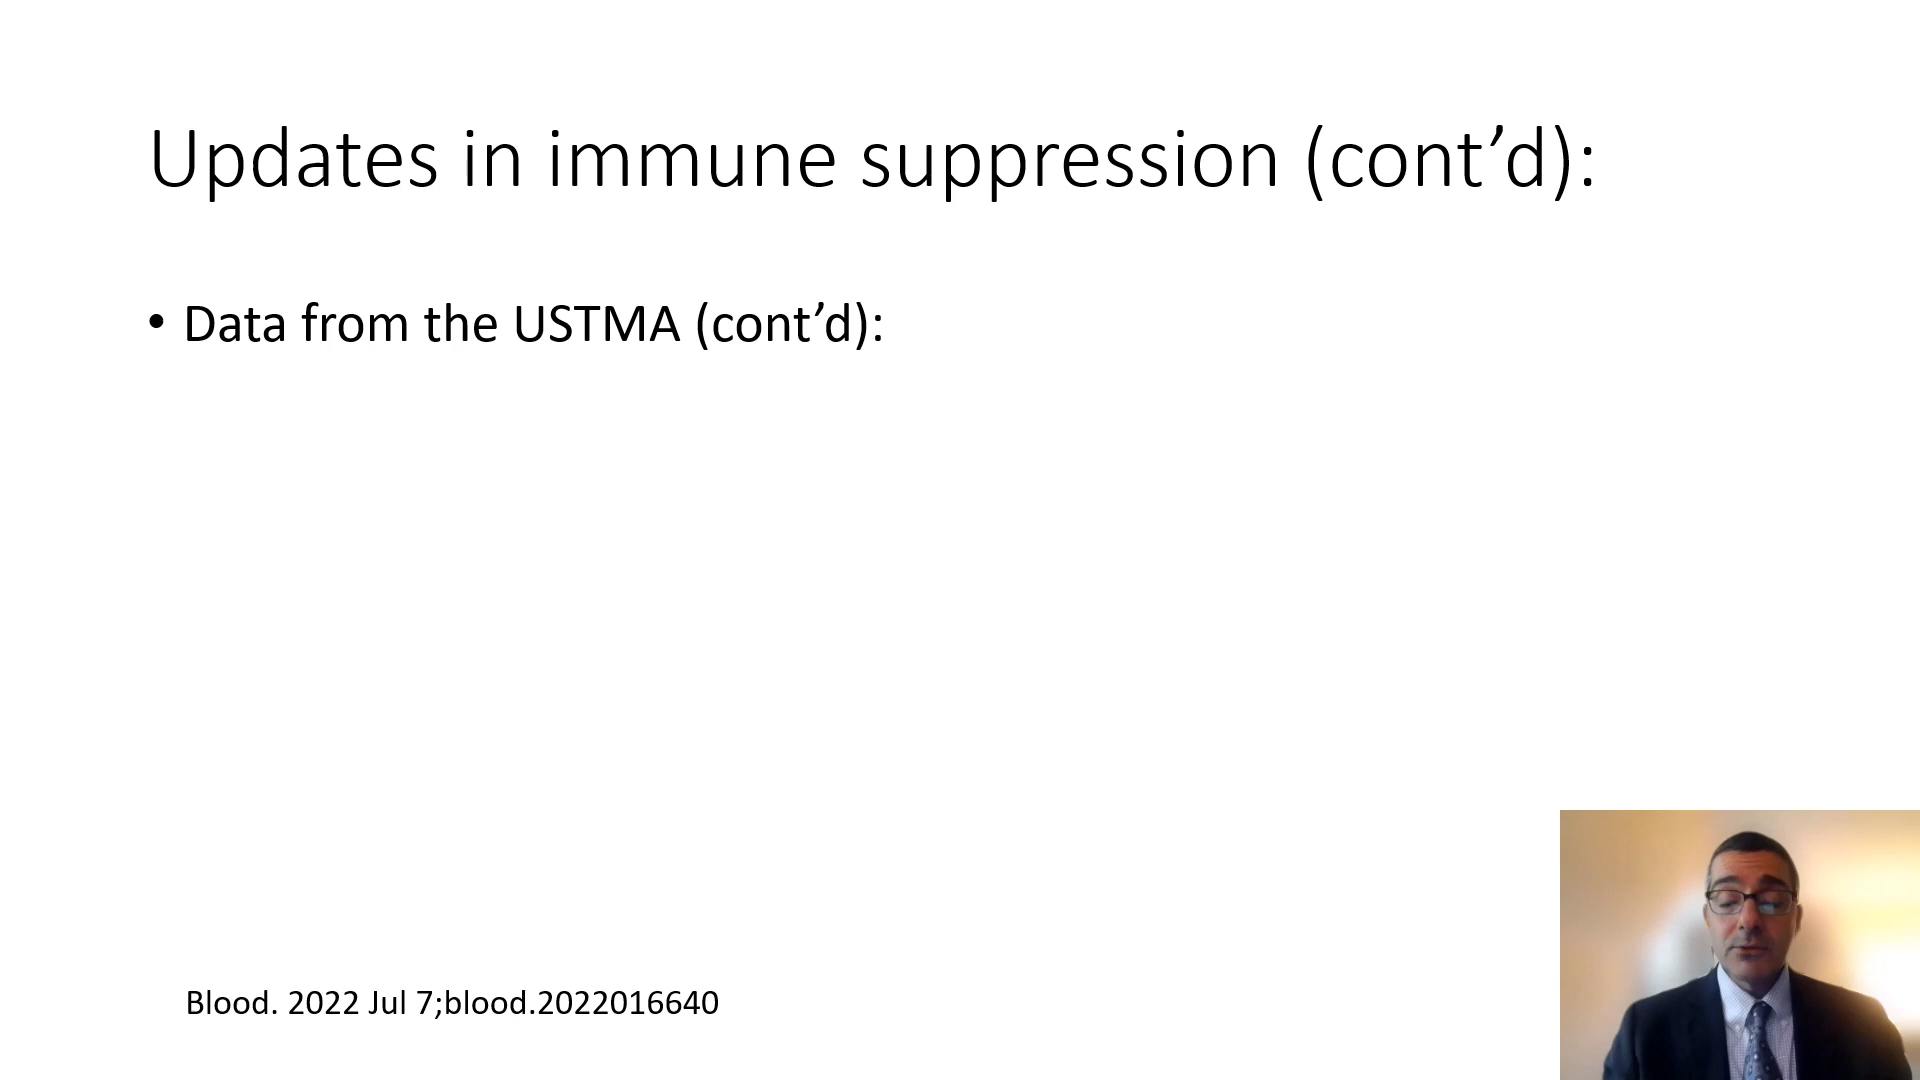 Updates in immune suppression (cont’d):
• Data from the USTMA (cont’d):
Blood. 2022 Jul 7;blood.2022016640